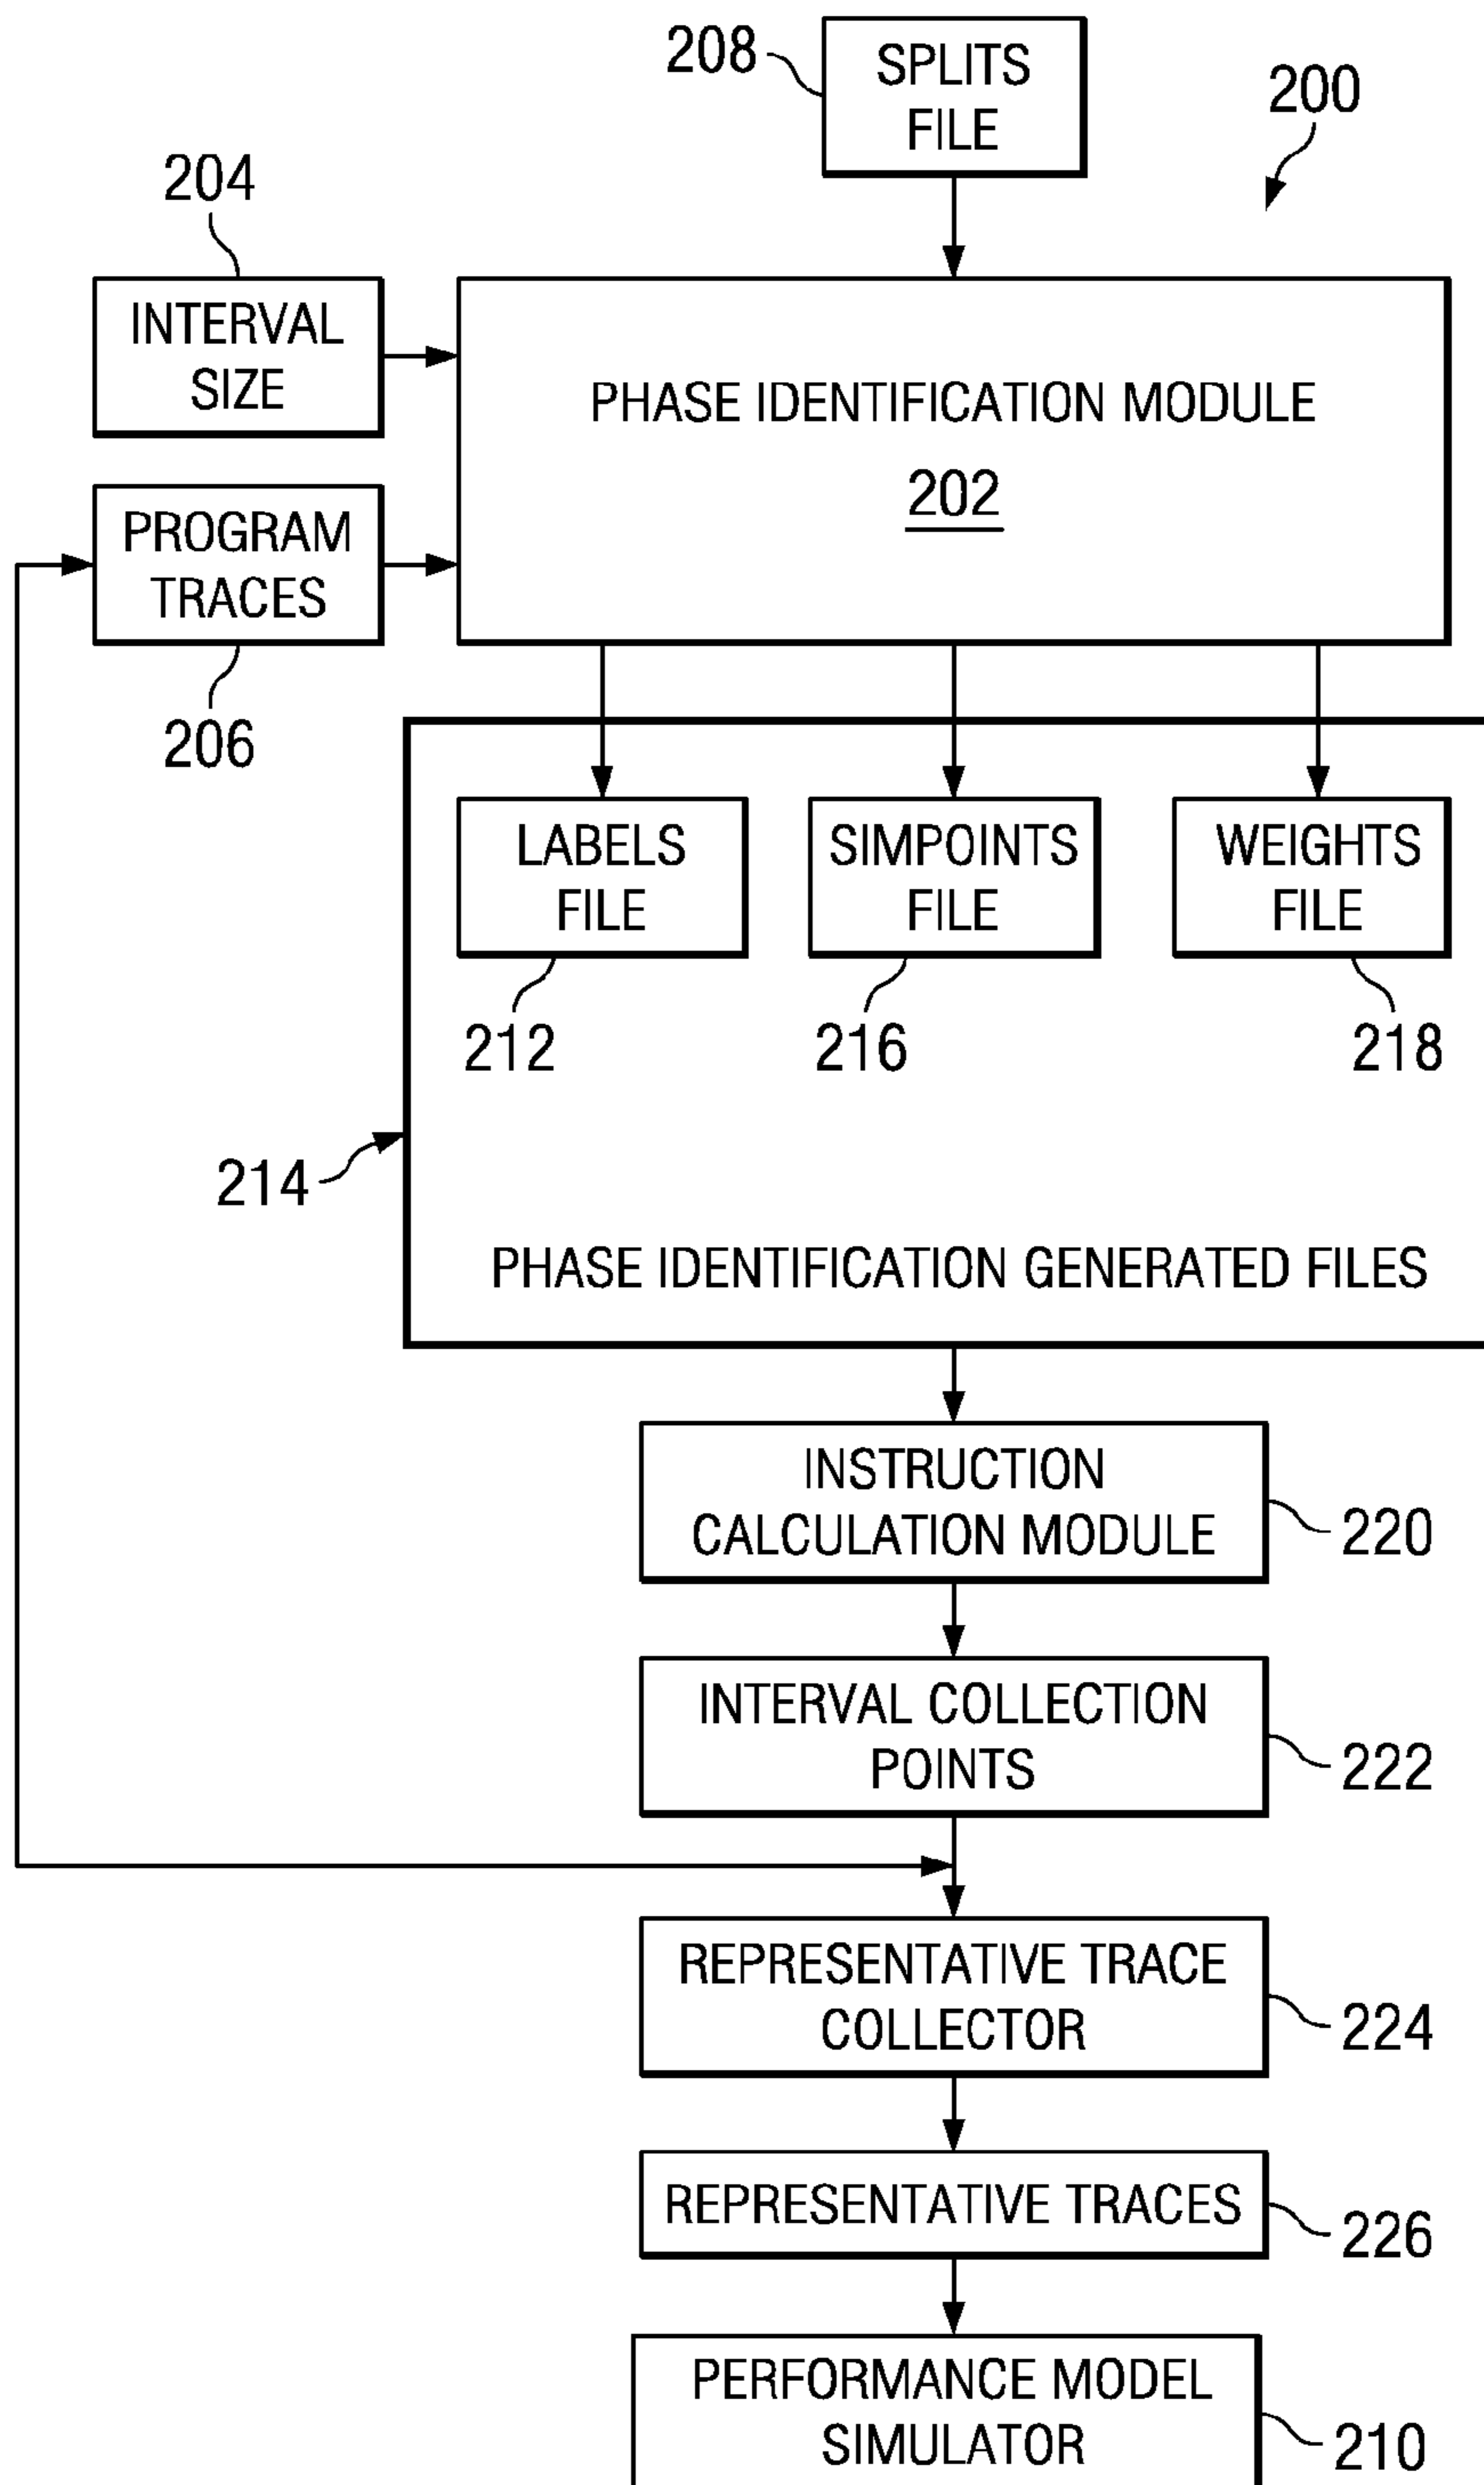 208
SPLITS
FILE
200
204
INTERVAL
SIZE
PHASE IDENTIFICATION MODULE
202
PROGRAM
TRACES
206
LABELS
FILE
SIMPOINTS
FILE
WEIGHTS
FILE
212
216
218
214
PHASE IDENTIFICATION GENERATED FILES
INSTRUCTION
CALCULATION MODULE
220
INTERVAL COLLECTION
POINTS
222
REPRESENTATIVE TRACE
COLLECTOR
224
REPRESENTATIVE TRACES
226
PERFORMANCE MODEL
SIMULATOR
210